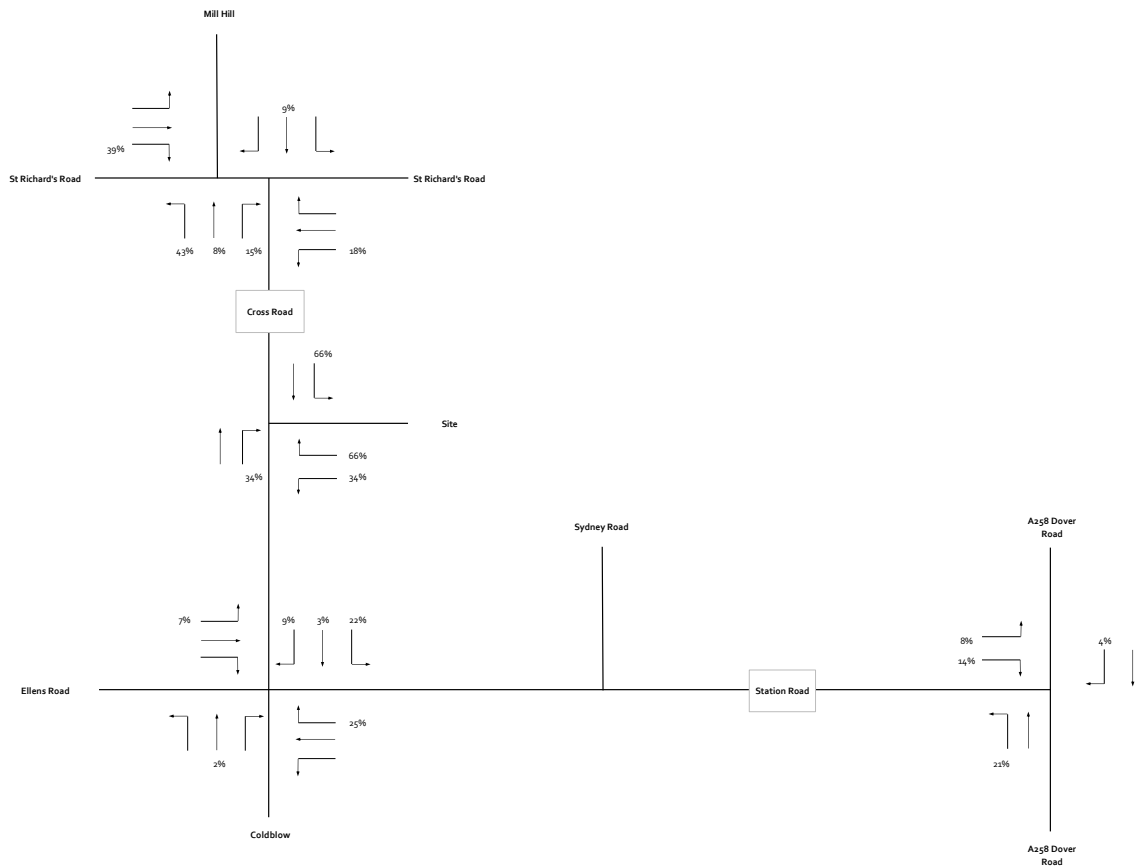 Mill Hill
9%
39%
St Richard's Road
St Richard's Road
43%
8%
15%
18%
Cross Road
66%
Site
66%
34%
34%
Sydney Road
A258 Dover
Road
7%
9%
3%
22%
8%
4%
14%
Ellens Road
Station Road
25%
2%
21%
Coldblow
A258 Dover
Road